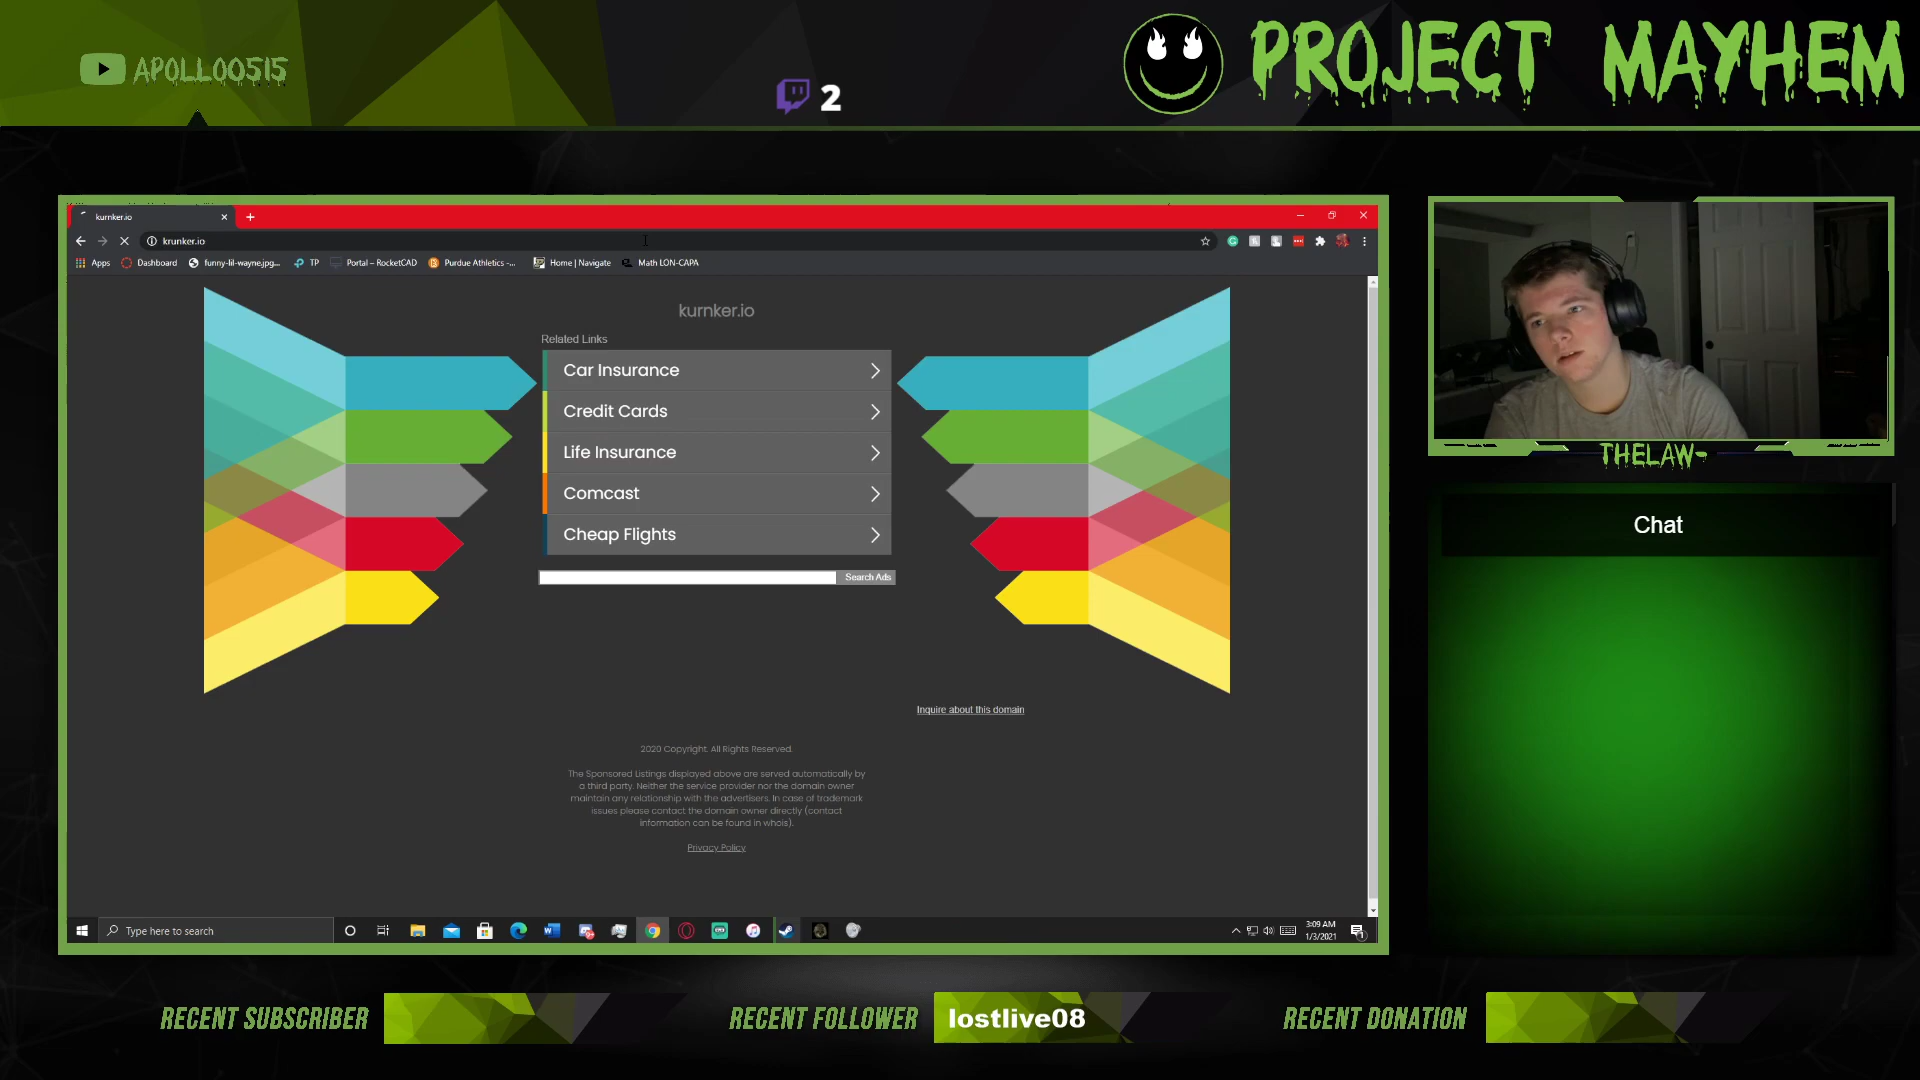 APOLLO0515
2
PROJECT MAYHEM
kurnker.io
krunker.io
Apps Dashboard funny-lil-wayne.jpg... TP Portal – RocketCAD Purdue Athletics -... Home | Navigate Math LON-CAPA
kurnker.io
Related Links
Car Insurance
Credit Cards
Life Insurance
Comcast
Cheap Flights
Search Ads
Inquire about this domain
2020 Copyright. All Rights Reserved.
The Sponsored Listings displayed above are served automatically by
a third party. Neither the service provider nor the domain owner
maintain any relationship with the advertisers. In case of trademark
issues please contact the domain owner directly (contact
information can be found in whois).
Privacy Policy
Type here to search
3:09 AM
1/3/2021
THELAW-
Chat
RECENT SUBSCRIBER
RECENT FOLLOWER lostlive08
RECENT DONATION